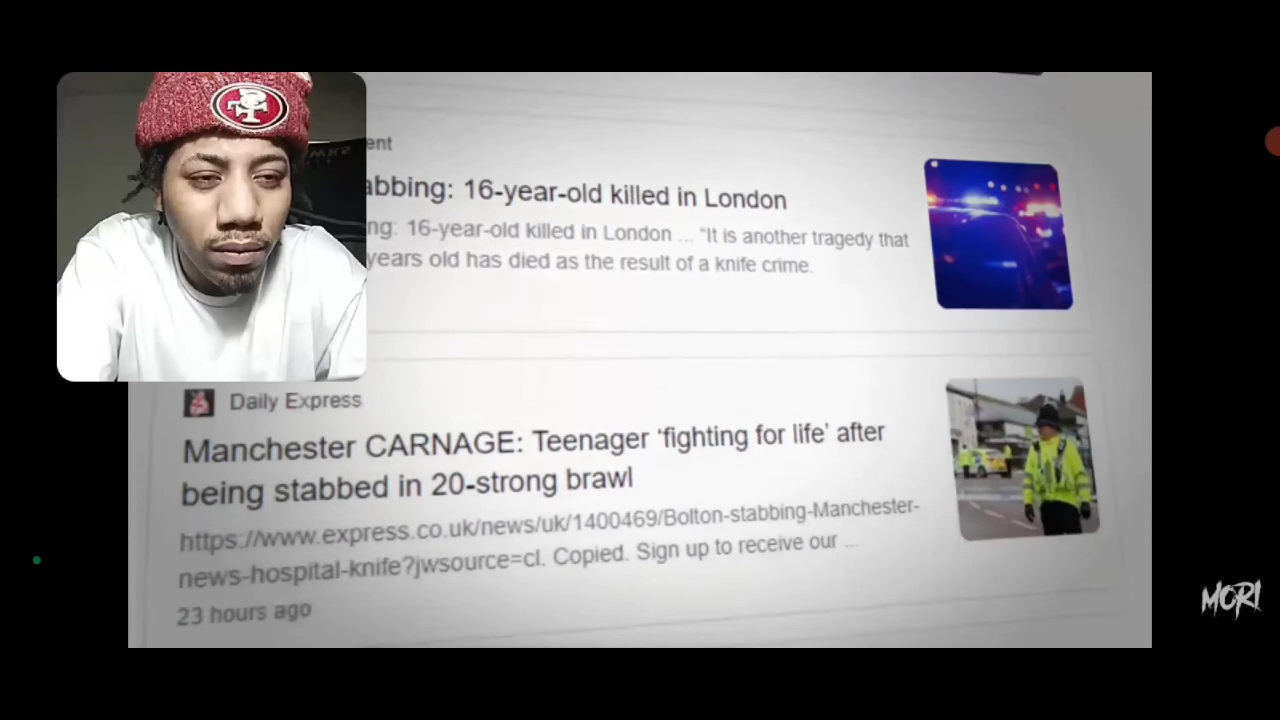 ent
abbing: 16-year-old killed in London
ng: 16-year-old killed in London ... “It is another tragedy that
years old has died as the result of a knife crime.
Daily Express
Manchester CARNAGE: Teenager ‘fighting for life’ after
being stabbed in 20-strong brawl
https://www.express.co.uk/news/uk/1400469/Bolton-stabbing-Manchester-
news-hospital-knife?jwsource=cl. Copied. Sign up to receive our ...
23 hours ago
MORI